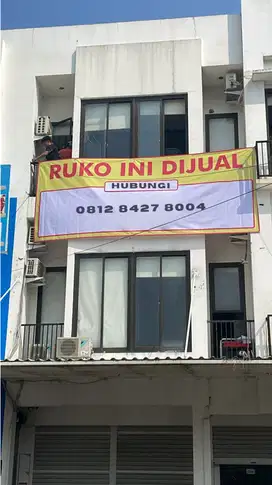 RUKO INI DIJUAL
HUBUNGI
0812 8427 8004